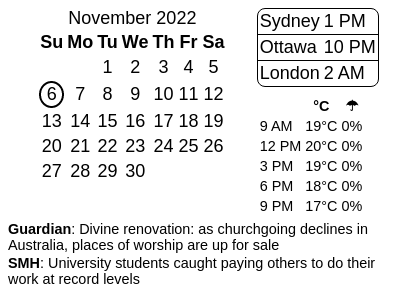 November 2022
Su Mo Tu We Th Fr Sa
1 2 3 4 5
6 7 8 9 10 11 12
13 14 15 16 17 18 19
20 21 22 23 24 25 26
27 28 29 30
Sydney 1 PM
Ottawa 10 PM
London 2 AM
°C ☂
9 AM 19°C 0%
12 PM 20°C 0%
3 PM 19°C 0%
6 PM 18°C 0%
9 PM 17°C 0%
Guardian: Divine renovation: as churchgoing declines in
Australia, places of worship are up for sale
SMH: University students caught paying others to do their
work at record levels